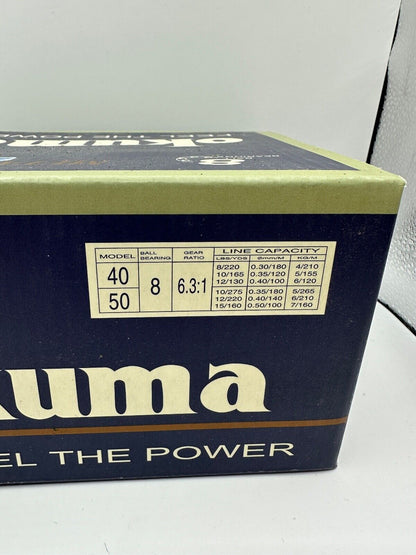 okuma
8
MODEL BALL BEARING GEAR RATIO LINE CAPACITY
LBS/YDS Ømm/M KG/M
40 8 6.3:1 8/220 0.30/180 4/210
10/165 0.35/120 5/155
12/130 0.40/100 6/120
50 10/275 0.35/180 5/265
12/220 0.40/140 6/210
15/160 0.50/100 7/160
kuma
EL THE POWER